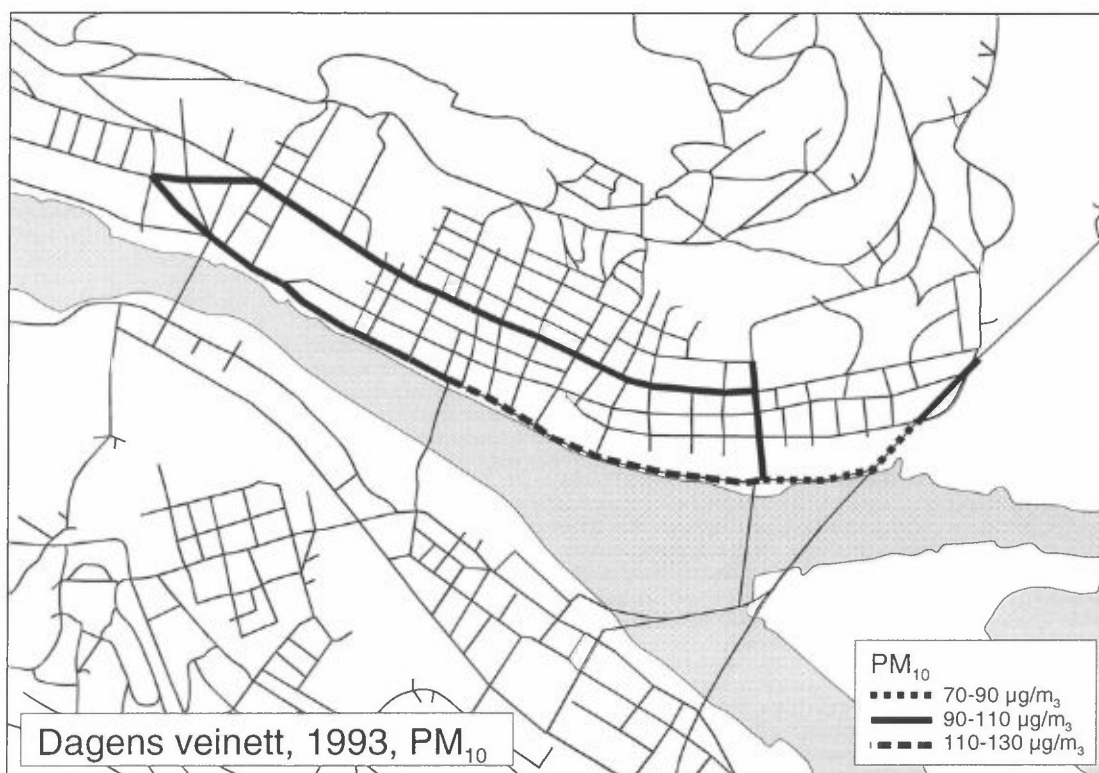 PM₁₀
70-90 µg/m₃
90-110 µg/m₃
110-130 µg/m₃
Dagens veinett, 1993, PM₁₀